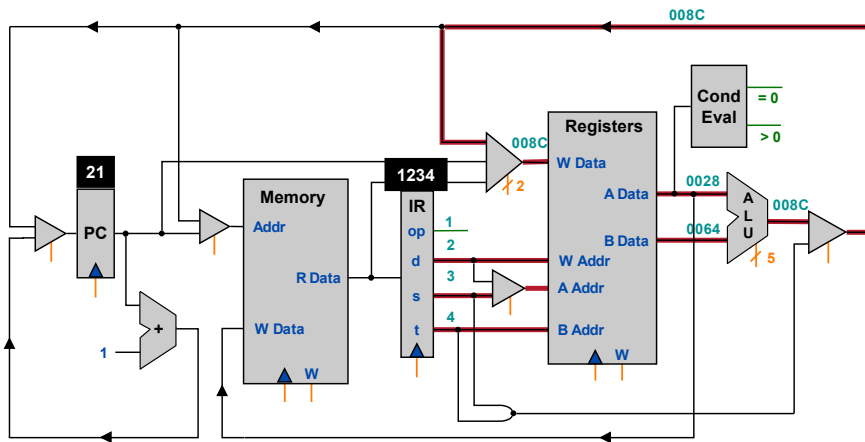 008C
Cond
Eval
= 0
> 0
Registers
008C
W Data
2
21
PC
Memory
Addr
R Data
W Data
W
1234
IR
op
d
s
t
1
2
3
4
A Data
B Data
W Addr
A Addr
B Addr
W
0028
0064
A
L
U
008C
5
+
1